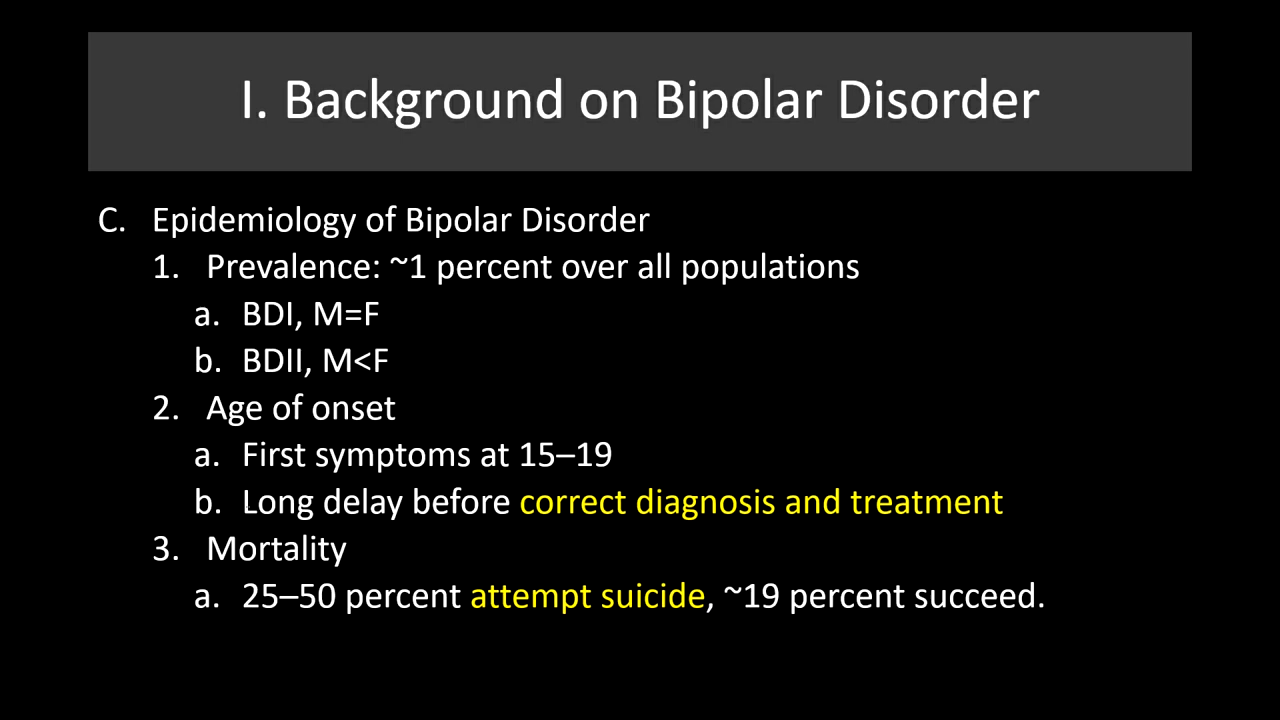 I. Background on Bipolar Disorder
C. Epidemiology of Bipolar Disorder
1. Prevalence: ~1 percent over all populations
a. BDI, M=F
b. BDII, M<F
2. Age of onset
a. First symptoms at 15–19
b. Long delay before correct diagnosis and treatment
3. Mortality
a. 25–50 percent attempt suicide, ~19 percent succeed.